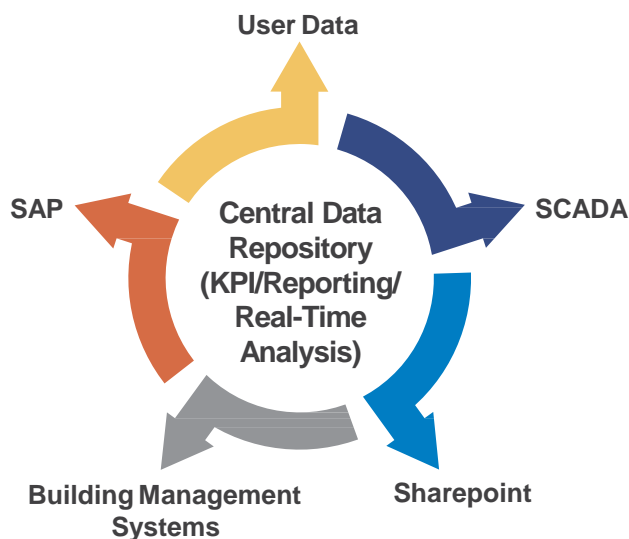 User Data
SAP
SCADA
Central Data
Repository
(KPI/Reporting/
Real-Time
Analysis)
Building Management
Systems
Sharepoint